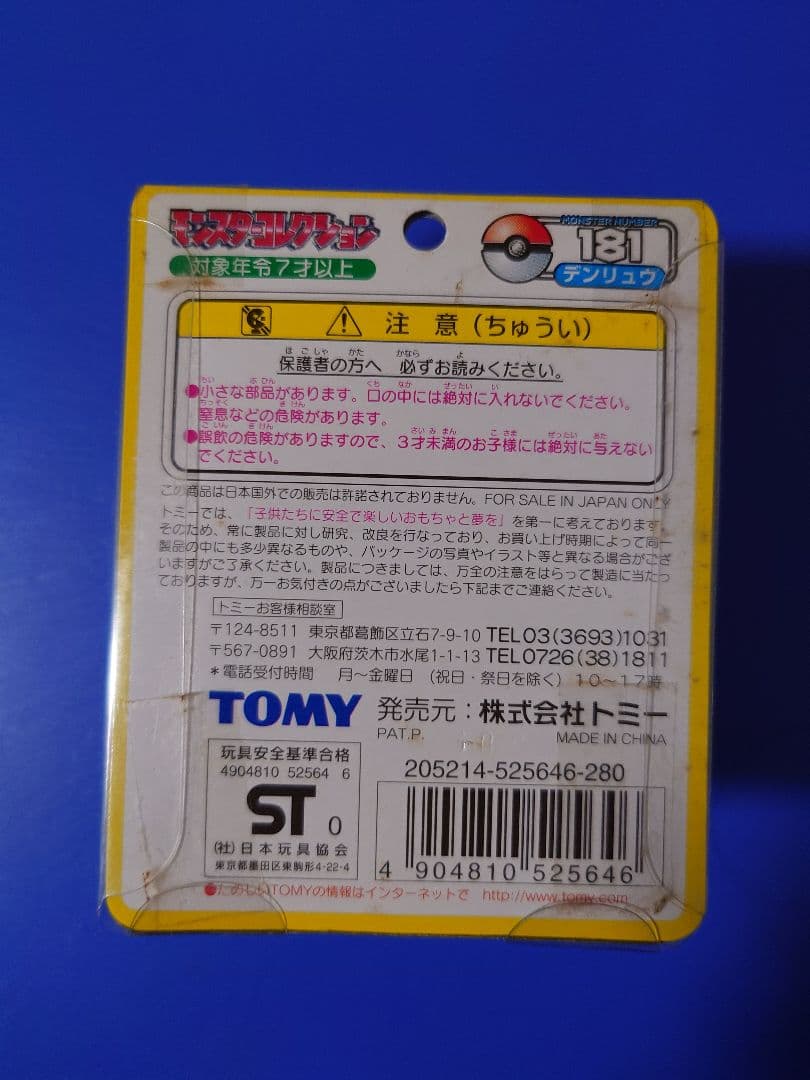 モンスターコレクション
対象年令7才以上
MONSTER NUMBER
181
デンリュウ
注 意 (ちゅうい)
保護者の方へ 必ずお読みください。
●小さな部品があります。口の中には絶対に入れないでください。
窒息などの危険があります。
●誤飲の危険がありますので、3才未満のお子様には絶対に与えない
でください。
この商品は日本国外での販売は許諾されておりません。FOR SALE IN JAPAN ONLY
トミーでは、「子供たちに安全で楽しいおもちゃと夢を」を第一に考えております。
そのため、常に製品に対し研究、改良を行なっており、お買い上げ時期によって同一
製品の中にも多少異なるものや、パッケージの写真やイラスト等と異なる場合がござ
いますがご了承ください。製品につきましては、万全の注意をはらって製造に当たっ
ておりますが、万一お気付きの点がございましたら下記までご連絡ください。
トミーお客様相談室
〒124-8511 東京都葛飾区立石7-9-10 TEL03(3693)1031
〒567-0891 大阪府茨木市水尾1-1-13 TEL0726(38)1811
*電話受付時間 月〜金曜日 (祝日・祭日を除く) 10〜17時
TOMY 発売元:株式会社トミー
PAT.P. MADE IN CHINA
玩具安全基準合格
4904810 52564 6
ST 0
(社)日本玩具協会
東京都墨田区東駒形4-22-4
205214-525646-280
4 904810 525646
●たのしいTOMYの情報はインターネットで http://www.tomy.com